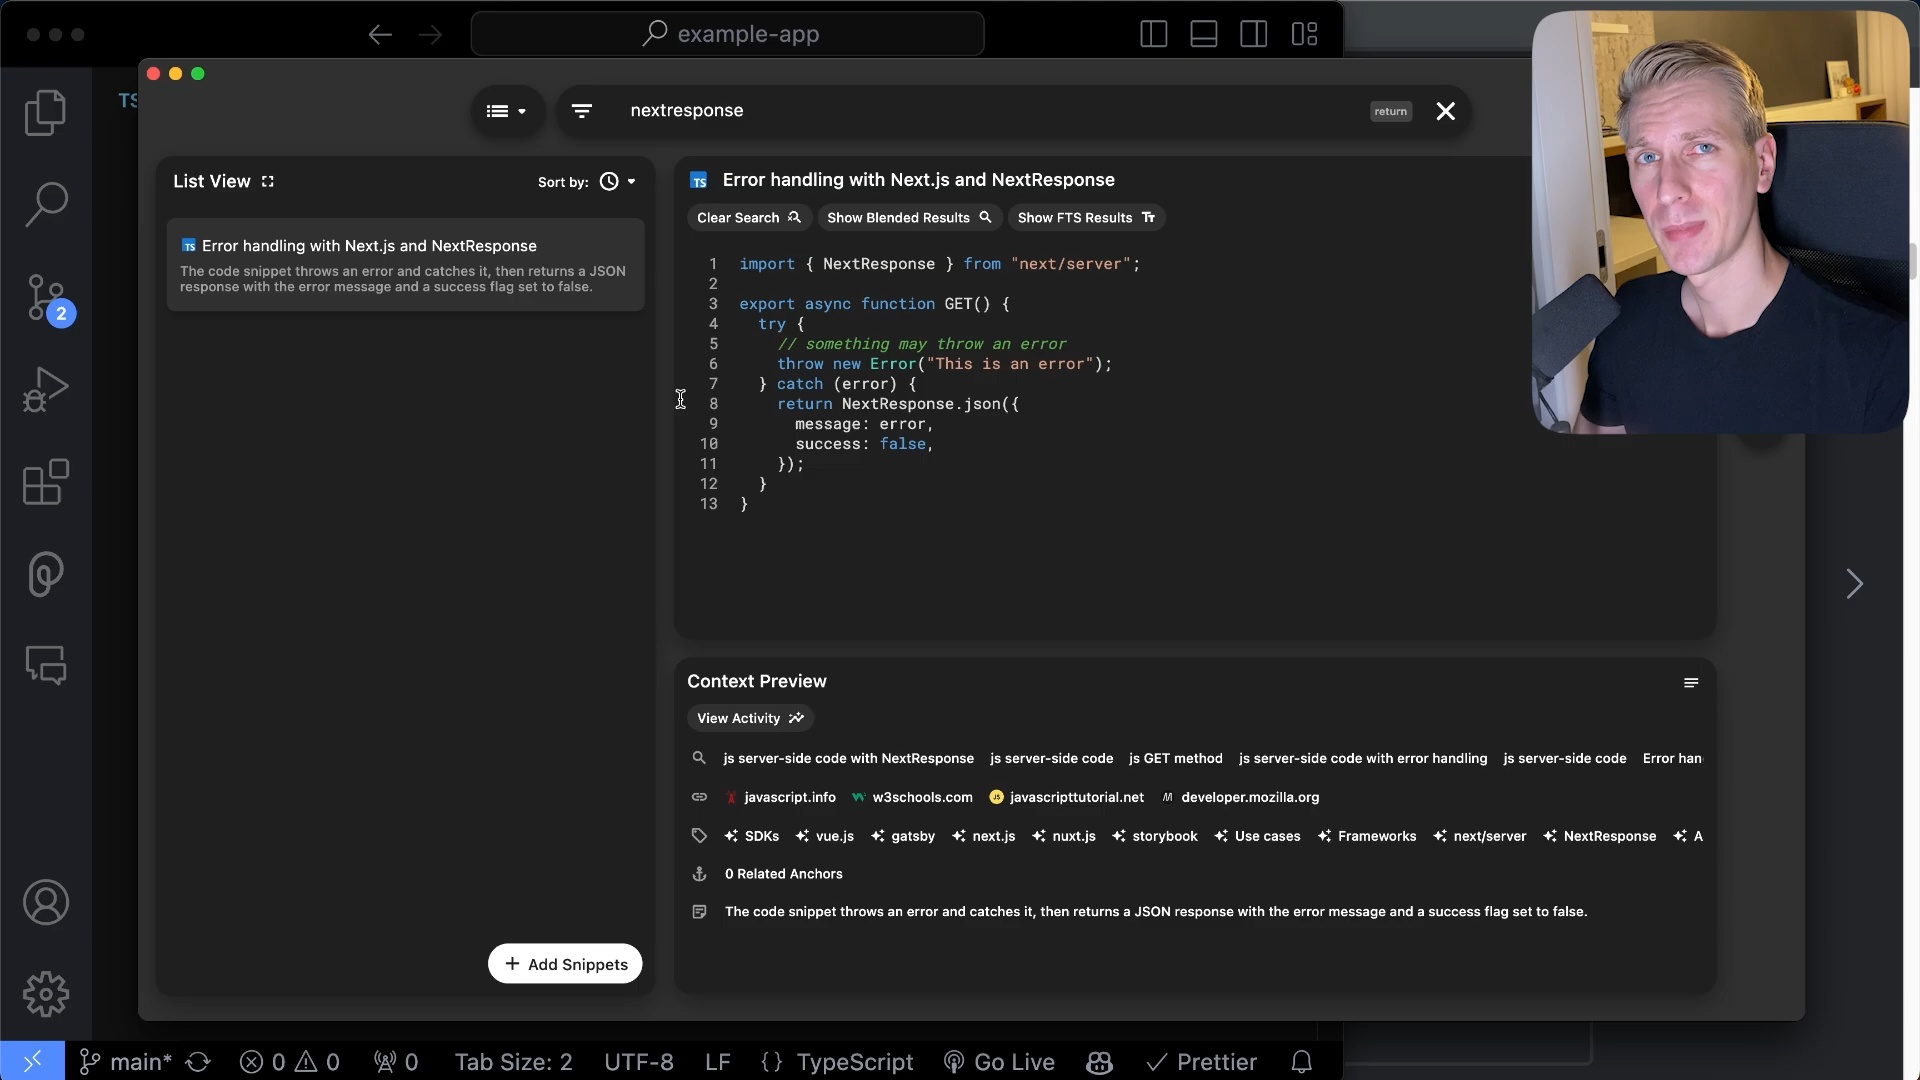 example-app
TS
nextresponse
return
List View
Sort by:
TS Error handling with Next.js and NextResponse
The code snippet throws an error and catches it, then returns a JSON
response with the error message and a success flag set to false.
Add Snippets
TS Error handling with Next.js and NextResponse
Clear Search
Show Blended Results
Show FTS Results Tт
1 import { NextResponse } from "next/server";
2
3 export async function GET() {
4 try {
5 // something may throw an error
6 throw new Error("This is an error");
7 } catch (error) {
8 return NextResponse.json({
9 message: error,
10 success: false,
11 });
12 }
13 }
Context Preview
View Activity
js server-side code with NextResponse js server-side code js GET method js server-side code with error handling js server-side code Error han
javascript.info w3schools.com JS javascripttutorial.net M developer.mozilla.org
SDKs vue.js gatsby next.js nuxt.js storybook Use cases Frameworks next/server NextResponse A
0 Related Anchors
The code snippet throws an error and catches it, then returns a JSON response with the error message and a success flag set to false.
2
main* 0 0 0 Tab Size: 2 UTF-8 LF {} TypeScript Go Live Prettier